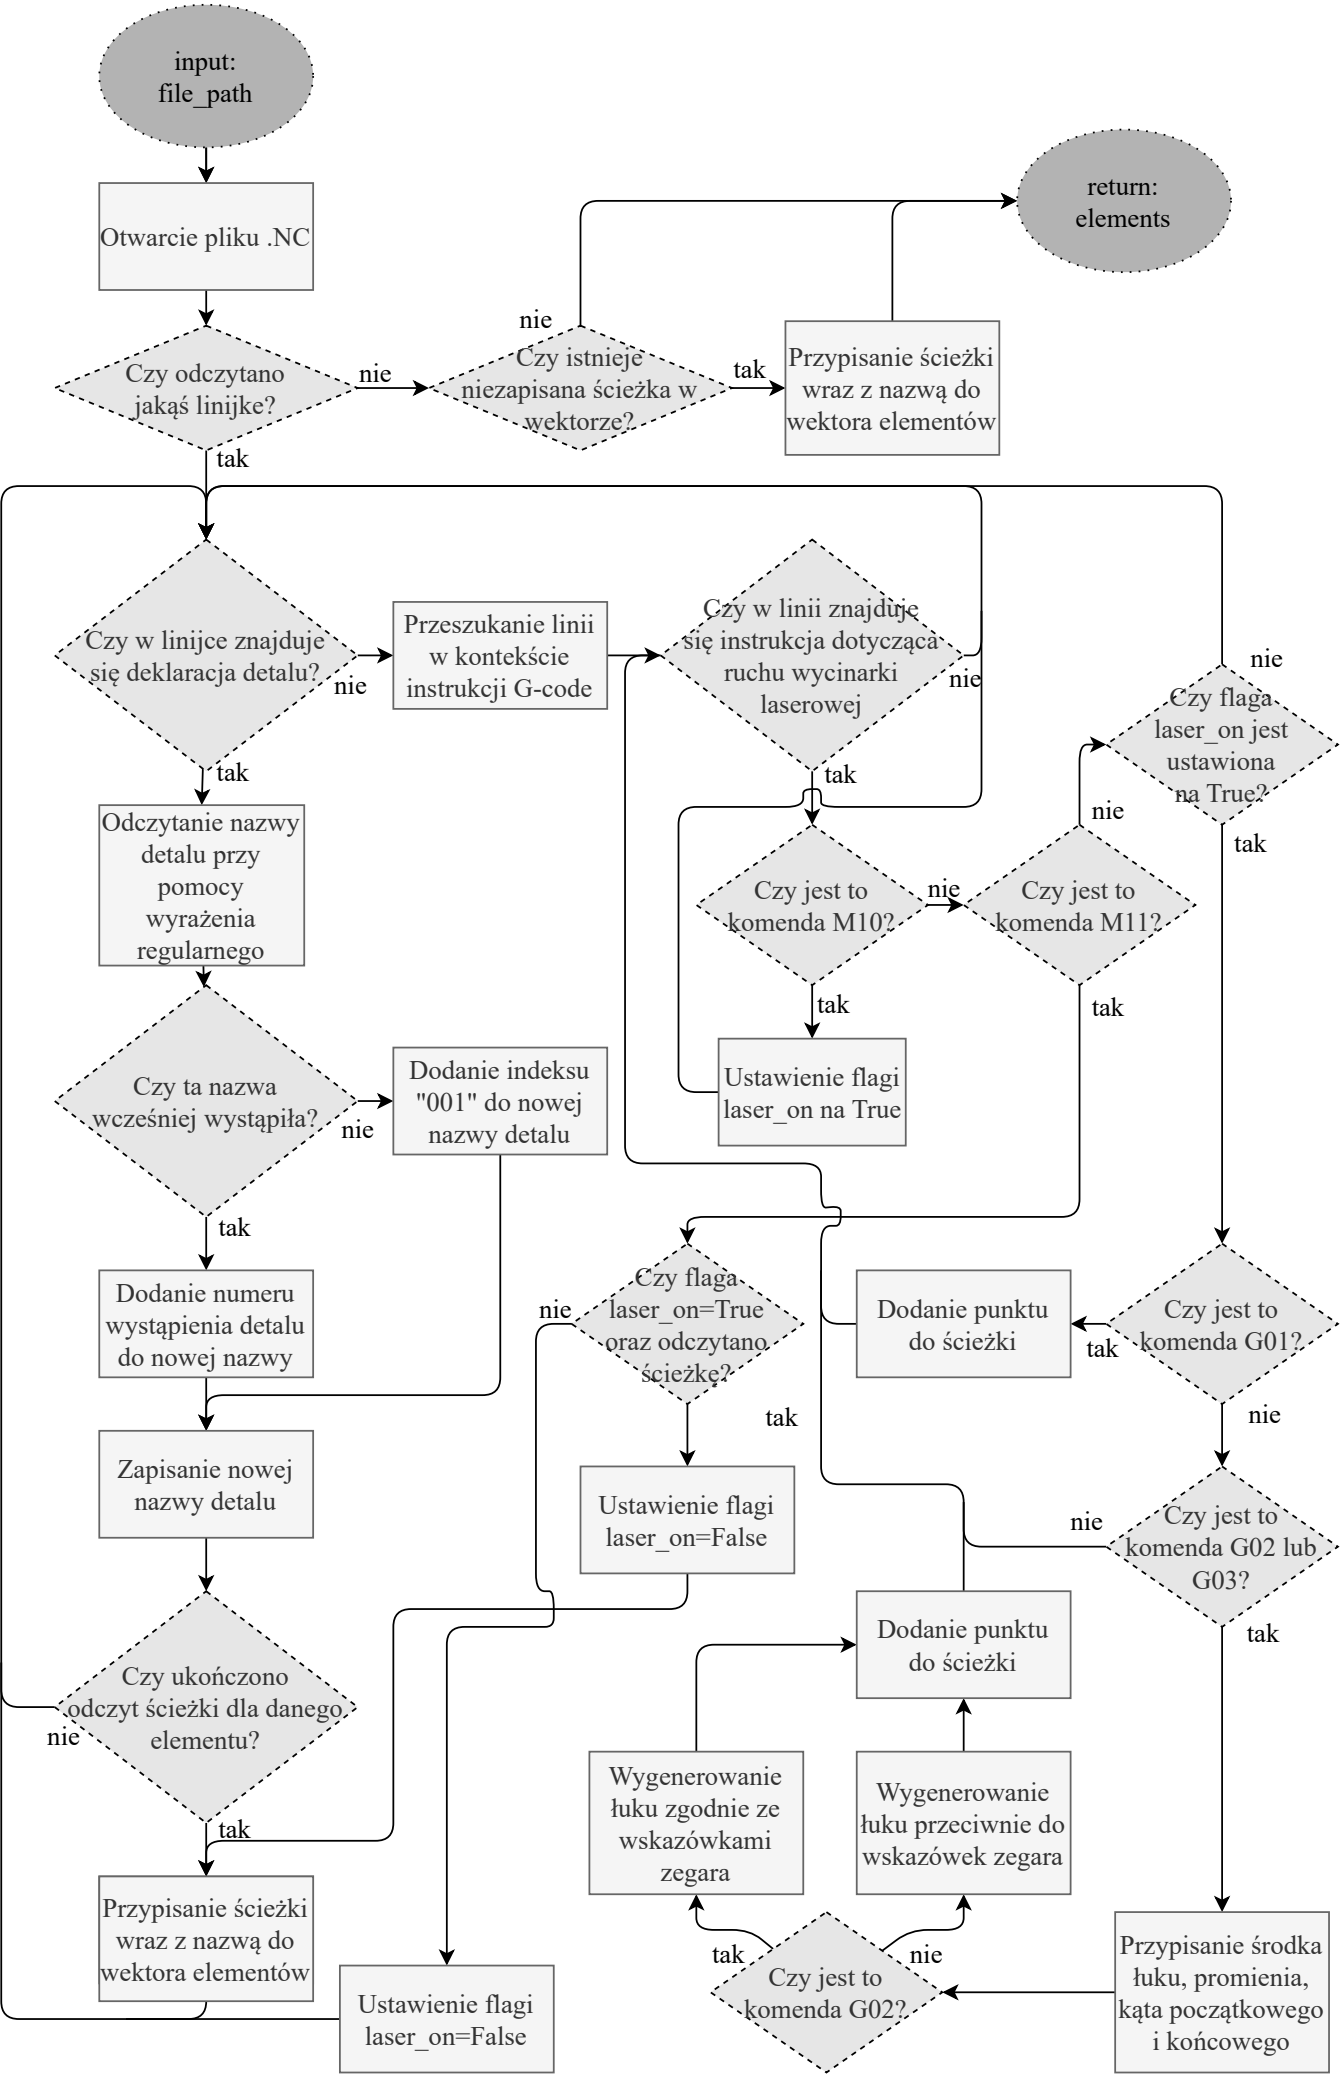 input:
file_path
Otwarcie pliku .NC
return:
elements
Czy odczytano
jakąś linijke?
nie
tak
nie
Czy istnieje
niezapisana ścieżka w
wektorze?
tak
Przypisanie ścieżki
wraz z nazwą do
wektora elementów
Czy w linijce znajduje
się deklaracja detalu?
nie
tak
Przeszukanie linii
w kontekście
instrukcji G-code
Czy w linii znajduje
się instrukcja dotycząca
ruchu wycinarki
laserowej
nie
tak
nie
Czy flaga
laser_on jest
ustawiona
na True?
tak
Odczytanie nazwy
detalu przy
pomocy
wyrażenia
regularnego
Czy jest to
komenda M10?
nie
tak
Czy jest to
komenda M11?
nie
tak
Ustawienie flagi
laser_on na True
Czy ta nazwa
wcześniej wystąpiła?
nie
tak
Dodanie indeksu
"001" do nowej
nazwy detalu
Dodanie numeru
wystąpienia detalu
do nowej nazwy
nie
Czy flaga
laser_on=True
oraz odczytano
ścieżkę?
tak
Dodanie punktu
do ścieżki
Czy jest to
komenda G01?
tak
nie
Zapisanie nowej
nazwy detalu
Ustawienie flagi
laser_on=False
nie
Czy jest to
komenda G02 lub
G03?
tak
Dodanie punktu
do ścieżki
Czy ukończono
odczyt ścieżki dla danego
elementu?
nie
tak
Wygenerowanie
łuku zgodnie ze
wskazówkami
zegara
Wygenerowanie
łuku przeciwnie do
wskazówek zegara
Przypisanie ścieżki
wraz z nazwą do
wektora elementów
Ustawienie flagi
laser_on=False
tak
nie
Czy jest to
komenda G02?
Przypisanie środka
łuku, promienia,
kąta początkowego
i końcowego